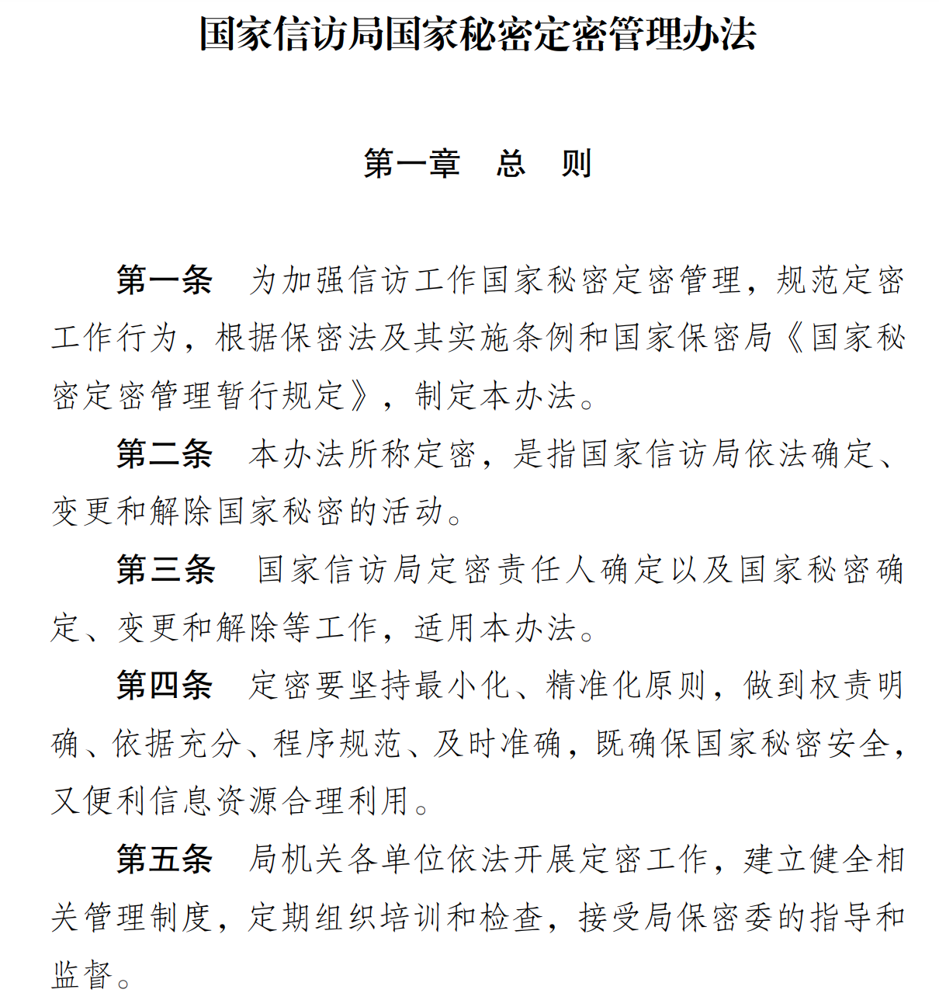 国家信访局国家秘密定密管理办法
第一章 总 则
第一条 为加强信访工作国家秘密定密管理，规范定密
工作行为，根据保密法及其实施条例和国家保密局《国家秘
密定密管理暂行规定》，制定本办法。
第二条 本办法所称定密，是指国家信访局依法确定、
变更和解除国家秘密的活动。
第三条 国家信访局定密责任人确定以及国家秘密确
定、变更和解除等工作，适用本办法。
第四条 定密要坚持最小化、精准化原则，做到权责明
确、依据充分、程序规范、及时准确，既确保国家秘密安全，
又便利信息资源合理利用。
第五条 局机关各单位依法开展定密工作，建立健全相
关管理制度，定期组织培训和检查，接受局保密委的指导和
监督。